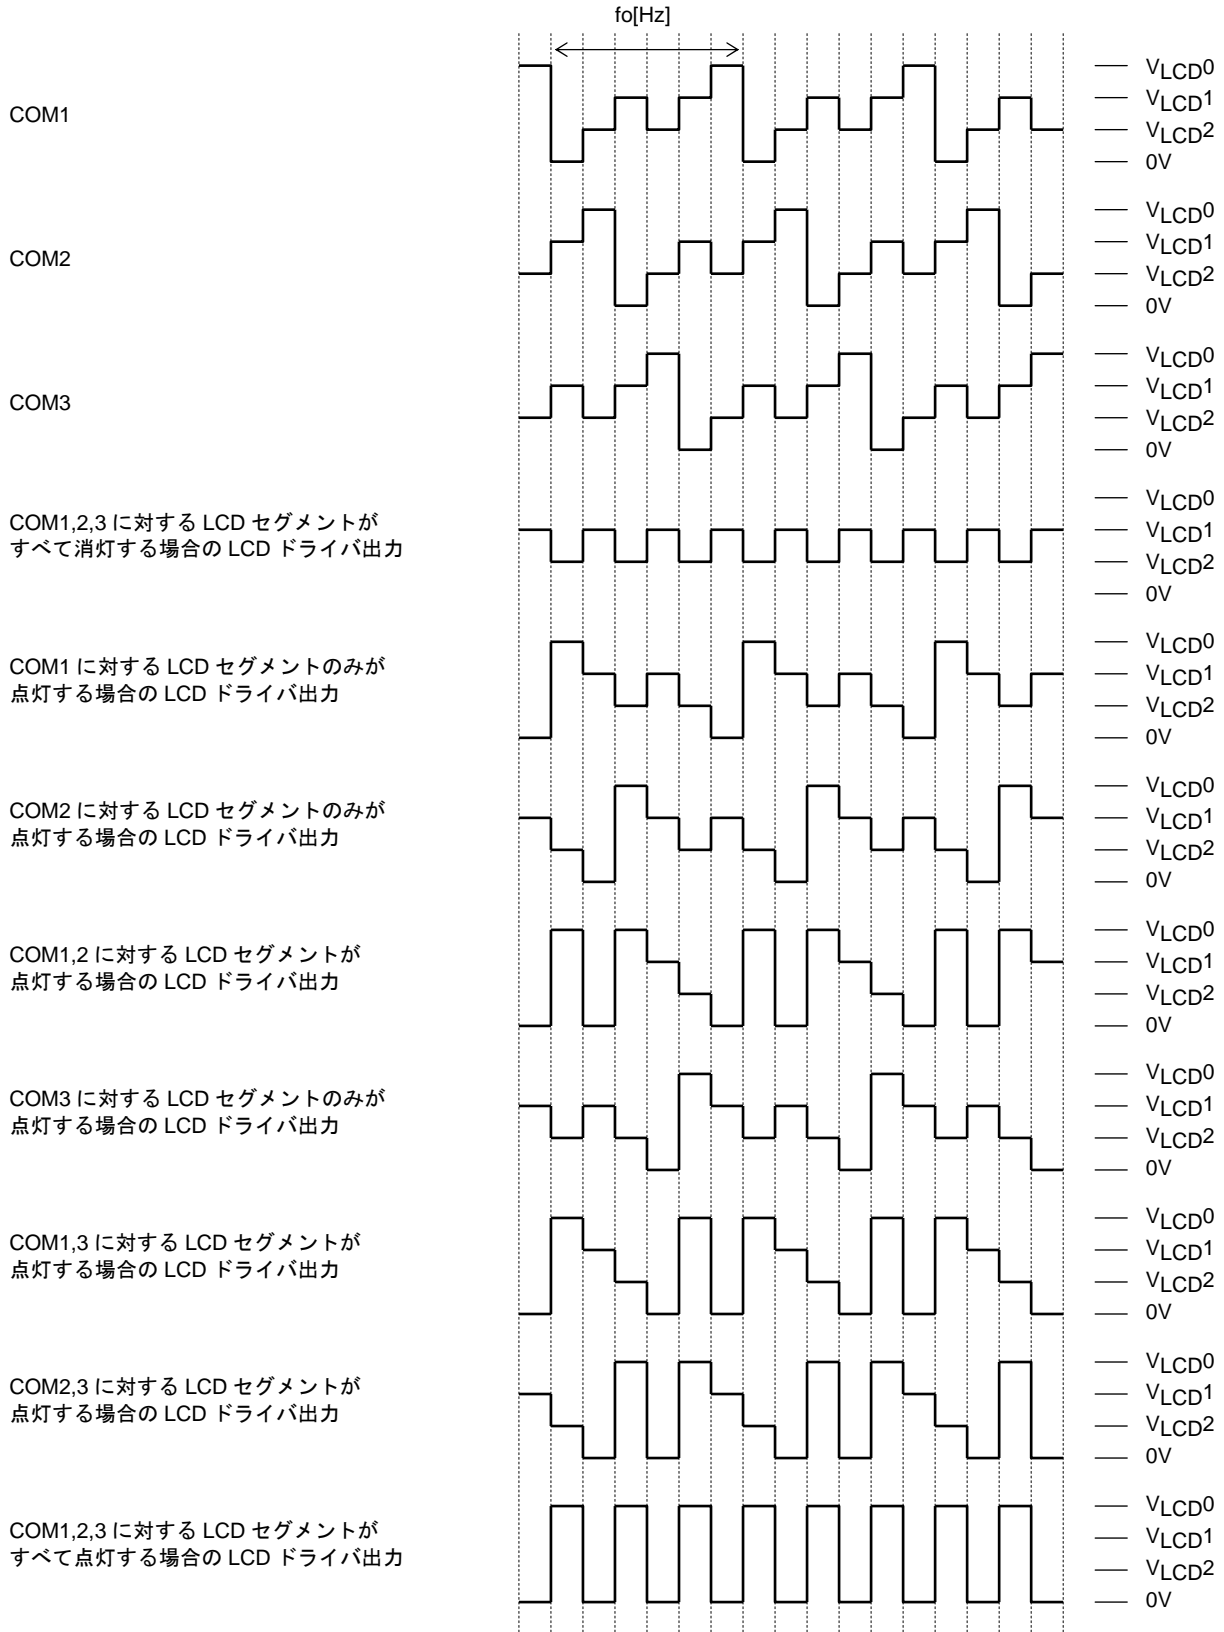 fo[Hz]
COM1
VLCD0
VLCD1
VLCD2
0V
COM2
VLCD0
VLCD1
VLCD2
0V
COM3
VLCD0
VLCD1
VLCD2
0V
COM1,2,3 に対する LCD セグメントが
すべて消灯する場合の LCD ドライバ出力
VLCD0
VLCD1
VLCD2
0V
COM1 に対する LCD セグメントのみが
点灯する場合の LCD ドライバ出力
VLCD0
VLCD1
VLCD2
0V
COM2 に対する LCD セグメントのみが
点灯する場合の LCD ドライバ出力
VLCD0
VLCD1
VLCD2
0V
COM1,2 に対する LCD セグメントが
点灯する場合の LCD ドライバ出力
VLCD0
VLCD1
VLCD2
0V
COM3 に対する LCD セグメントのみが
点灯する場合の LCD ドライバ出力
VLCD0
VLCD1
VLCD2
0V
COM1,3 に対する LCD セグメントが
点灯する場合の LCD ドライバ出力
VLCD0
VLCD1
VLCD2
0V
COM2,3 に対する LCD セグメントが
点灯する場合の LCD ドライバ出力
VLCD0
VLCD1
VLCD2
0V
COM1,2,3 に対する LCD セグメントが
すべて点灯する場合の LCD ドライバ出力
VLCD0
VLCD1
VLCD2
0V